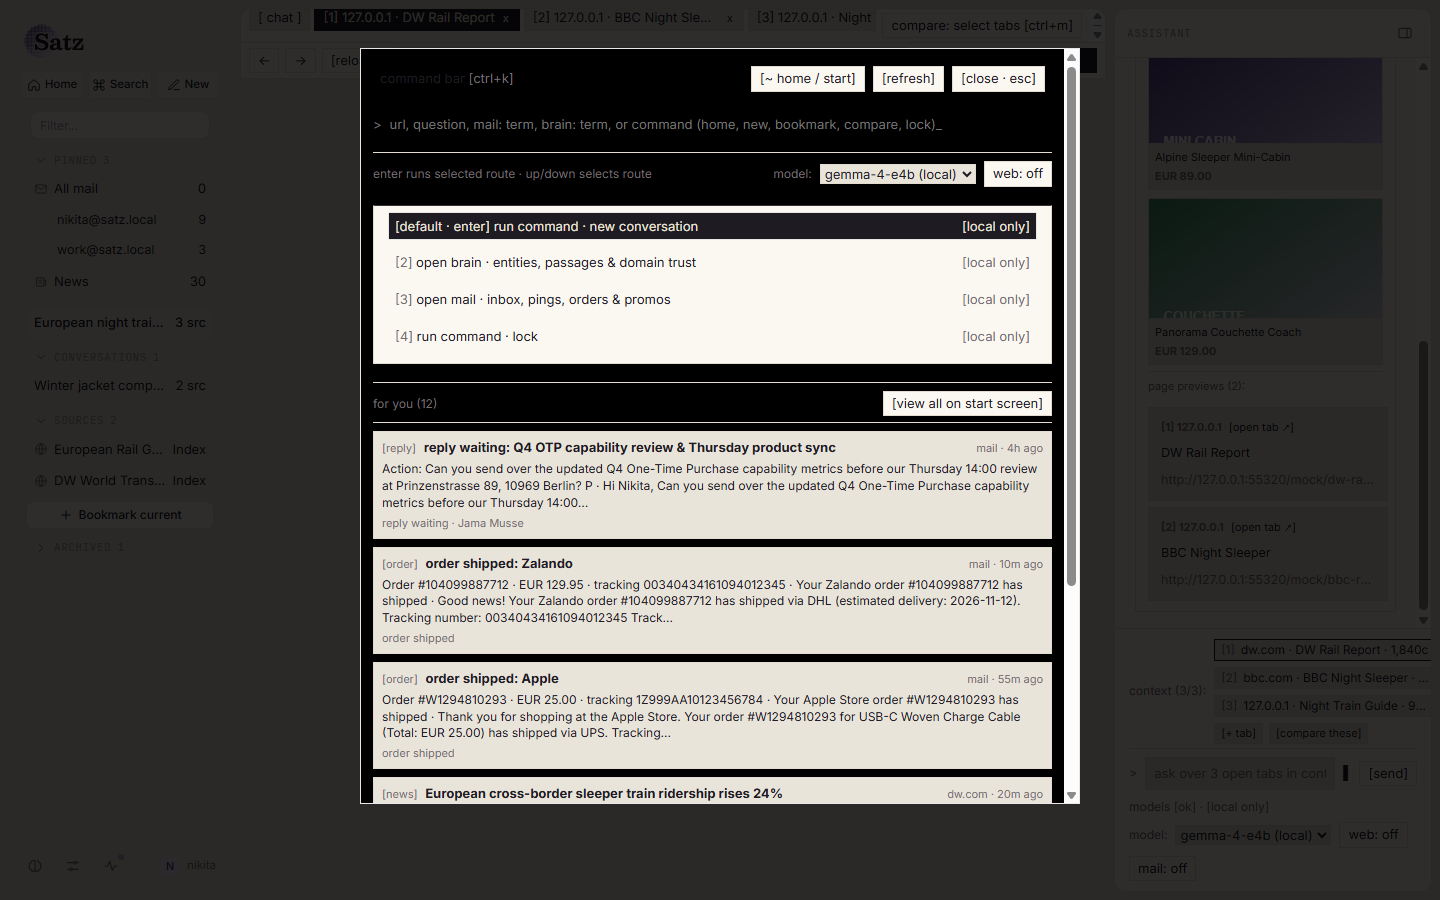 Satz
Home
Search
New
Filter...
PINNED 3
All mail 0
nikita@satz.local 9
work@satz.local 3
News 30
European night trai... 3 src
CONVERSATIONS 1
Winter jacket comp... 2 src
SOURCES 2
European Rail G... Index
DW World Trans... Index
+ Bookmark current
ARCHIVED 1
N nikita
[ chat ]
[1] 127.0.0.1 · DW Rail Report x
[2] 127.0.0.1 · BBC Night Sle... x
[3] 127.0.0.1 · Night
compare: select tabs [ctrl+m]
← → [relo
command bar [ctrl+k]
[~ home / start]
[refresh]
[close · esc]
> url, question, mail: term, brain: term, or command (home, new, bookmark, compare, lock)_
enter runs selected route · up/down selects route
model: gemma-4-e4b (local)
web: off
[default · enter] run command · new conversation [local only]
[2] open brain · entities, passages & domain trust [local only]
[3] open mail · inbox, pings, orders & promos [local only]
[4] run command · lock [local only]
for you (12)
[view all on start screen]
[reply] reply waiting: Q4 OTP capability review & Thursday product sync mail · 4h ago
Action: Can you send over the updated Q4 One-Time Purchase capability metrics before our Thursday 14:00 review
at Prinzenstrasse 89, 10969 Berlin? P · Hi Nikita, Can you send over the updated Q4 One-Time Purchase capability
metrics before our Thursday 14:00...
reply waiting · Jama Musse
[order] order shipped: Zalando mail · 10m ago
Order #104099887712 · EUR 129.95 · tracking 00340434161094012345 · Your Zalando order #104099887712 has
shipped · Good news! Your Zalando order #104099887712 has shipped via DHL (estimated delivery: 2026-11-12).
Tracking number: 00340434161094012345 Track...
order shipped
[order] order shipped: Apple mail · 55m ago
Order #W1294810293 · EUR 25.00 · tracking 1Z999AA10123456784 · Your Apple Store order #W1294810293 has
shipped · Thank you for shopping at the Apple Store. Your order #W1294810293 for USB-C Woven Charge Cable
(Total: EUR 25.00) has shipped via UPS. Tracking...
order shipped
[news] European cross-border sleeper train ridership rises 24% dw.com · 20m ago
ASSISTANT
MINI CABIN
Alpine Sleeper Mini-Cabin
EUR 89.00
COUCHETTE
Panorama Couchette Coach
EUR 129.00
page previews (2):
[1] 127.0.0.1 [open tab ↗]
DW Rail Report
http://127.0.0.1:55320/mock/dw-ra...
[2] 127.0.0.1 [open tab ↗]
BBC Night Sleeper
http://127.0.0.1:55320/mock/bbc-r...
context (3/3):
[1] dw.com · DW Rail Report · 1,840c
[2] bbc.com · BBC Night Sleeper · ...
[3] 127.0.0.1 · Night Train Guide · 9...
[+ tab] [compare these]
> ask over 3 open tabs in cont [send]
models [ok] · [local only]
model: gemma-4-e4b (local) web: off
mail: off